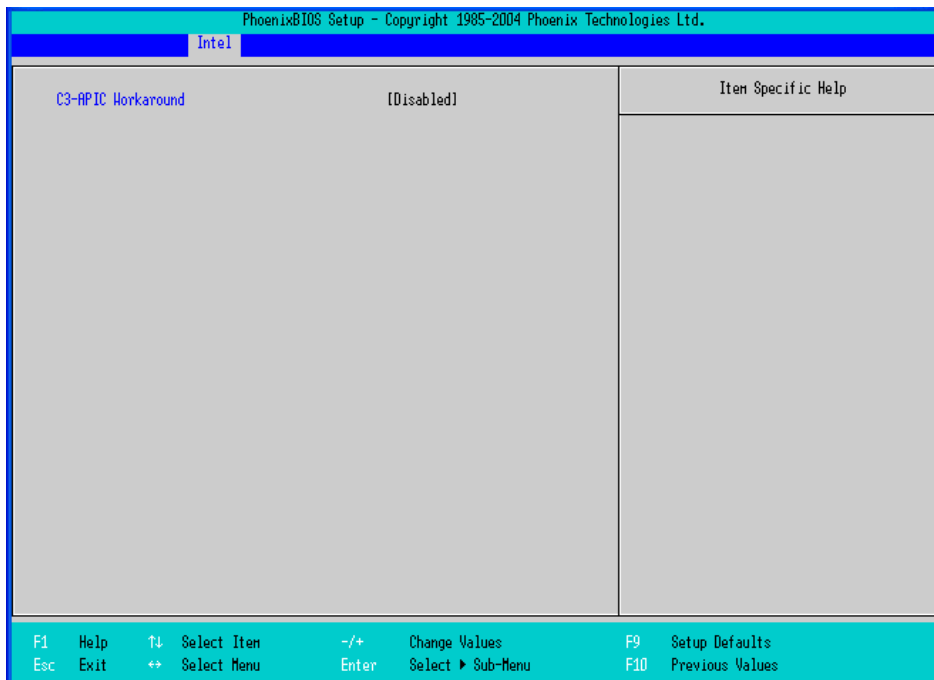 PhoenixBIOS Setup - Copyright 1985-2004 Phoenix Technologies Ltd.
Intel
C3-APIC Workaround [Disabled]
Item Specific Help
F1 Help ↑↓ Select Item -/+ Change Values F9 Setup Defaults
Esc Exit ↔ Select Menu Enter Select ▶ Sub-Menu F10 Previous Values